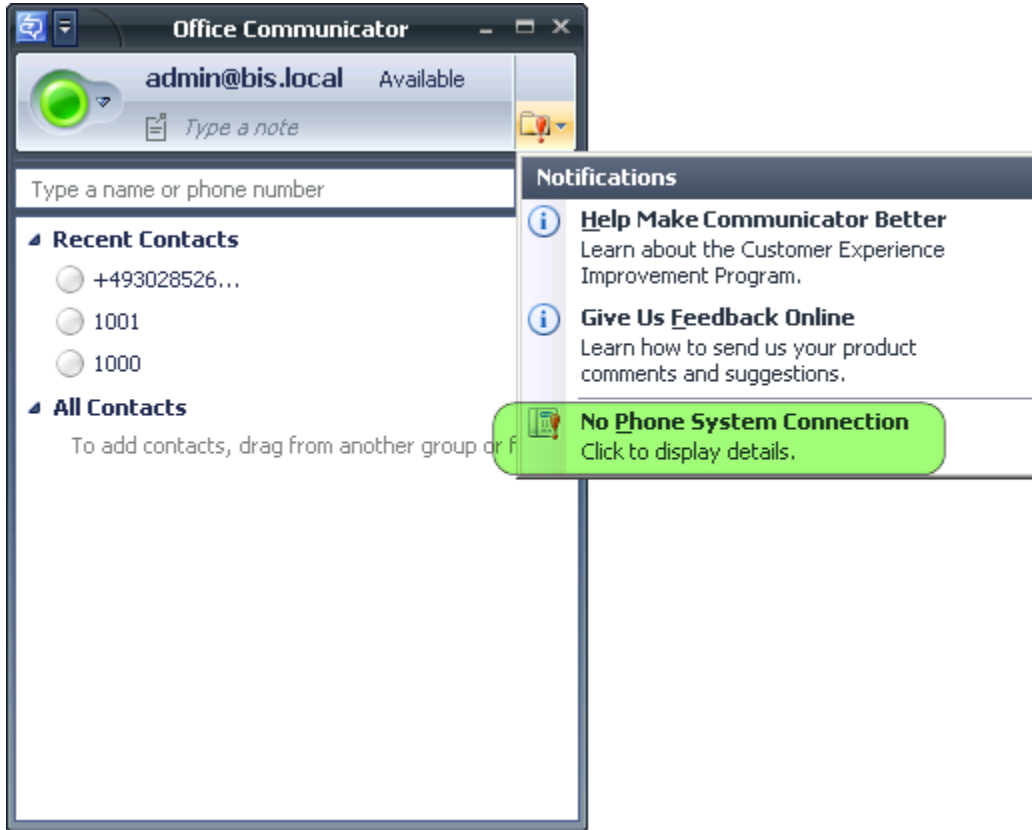 Office Communicator
admin@bis.local Available
Type a note
Type a name or phone number
Recent Contacts
+493028526...
1001
1000
All Contacts
To add contacts, drag from another group or f
Notifications
Help Make Communicator Better
Learn about the Customer Experience
Improvement Program.
Give Us Feedback Online
Learn how to send us your product
comments and suggestions.
No Phone System Connection
Click to display details.